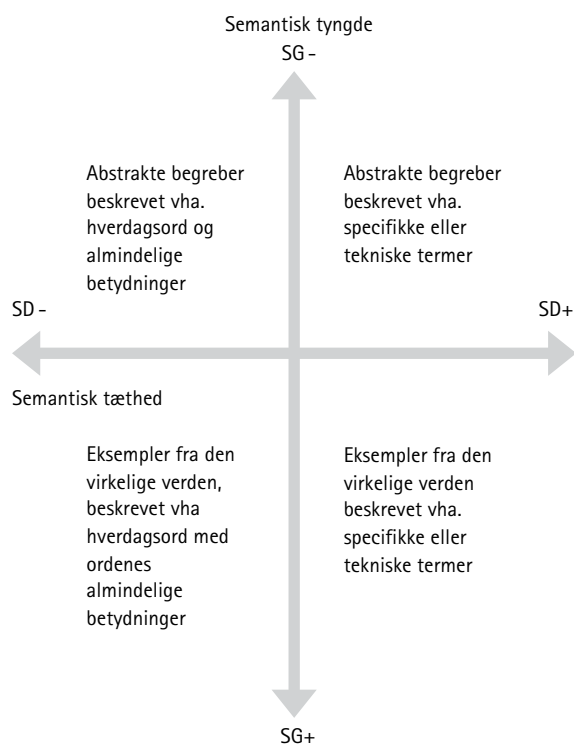 Semantisk tyngde
SG -
Abstrakte begreber
beskrevet vha.
hverdagsord og
almindelige
betydninger
Abstrakte begreber
beskrevet vha.
specifikke eller
tekniske termer
SD -
SD+
Semantisk tæthed
Eksempler fra den
virkelige verden,
beskrevet vha
hverdagsord med
ordenes
almindelige
betydninger
Eksempler fra den
virkelige verden
beskrevet vha.
specifikke eller
tekniske termer
SG+